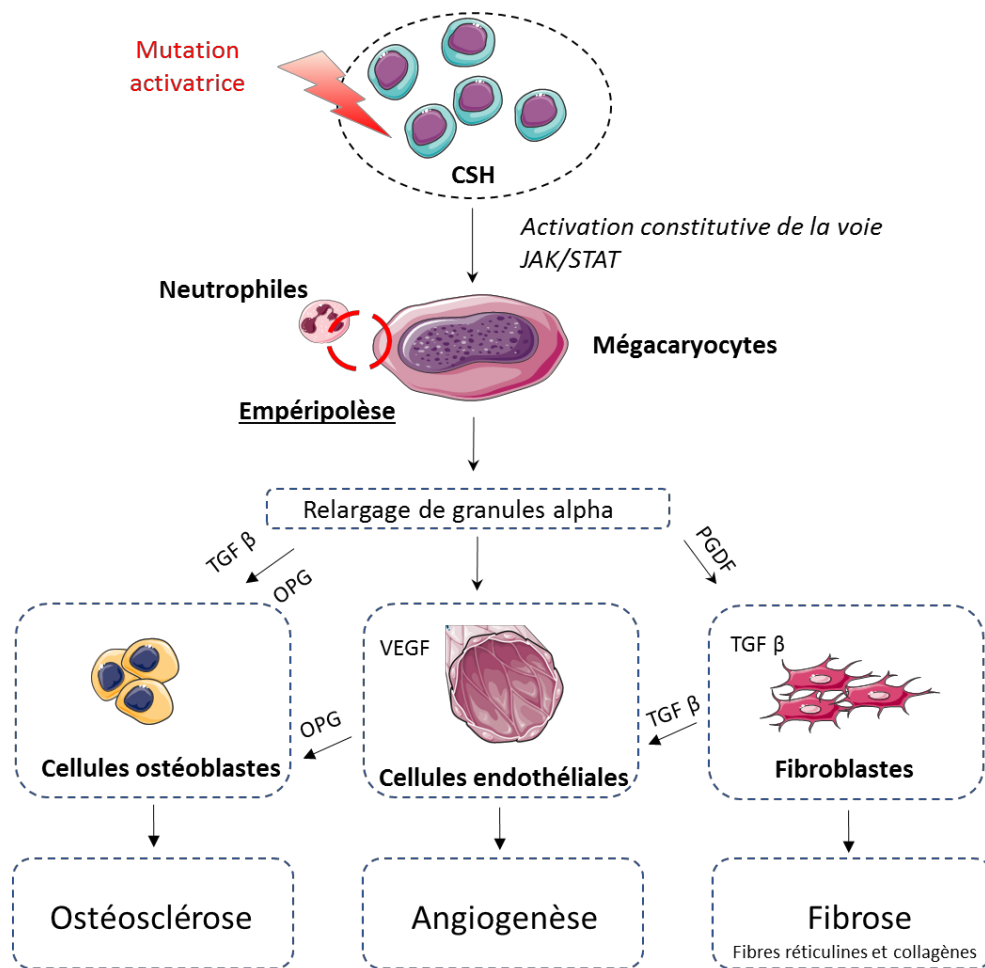 Mutation
activatrice
CSH
Activation constitutive de la voie
JAK/STAT
Neutrophiles
Mégacaryocytes
Empéripolèse
Relargage de granules alpha
TGF β
OPG
PGDF
VEGF
TGF β
OPG
TGF β
Cellules ostéoblastes
Cellules endothéliales
Fibroblastes
Ostéosclérose
Angiogenèse
Fibrose
Fibres réticulines et collagènes